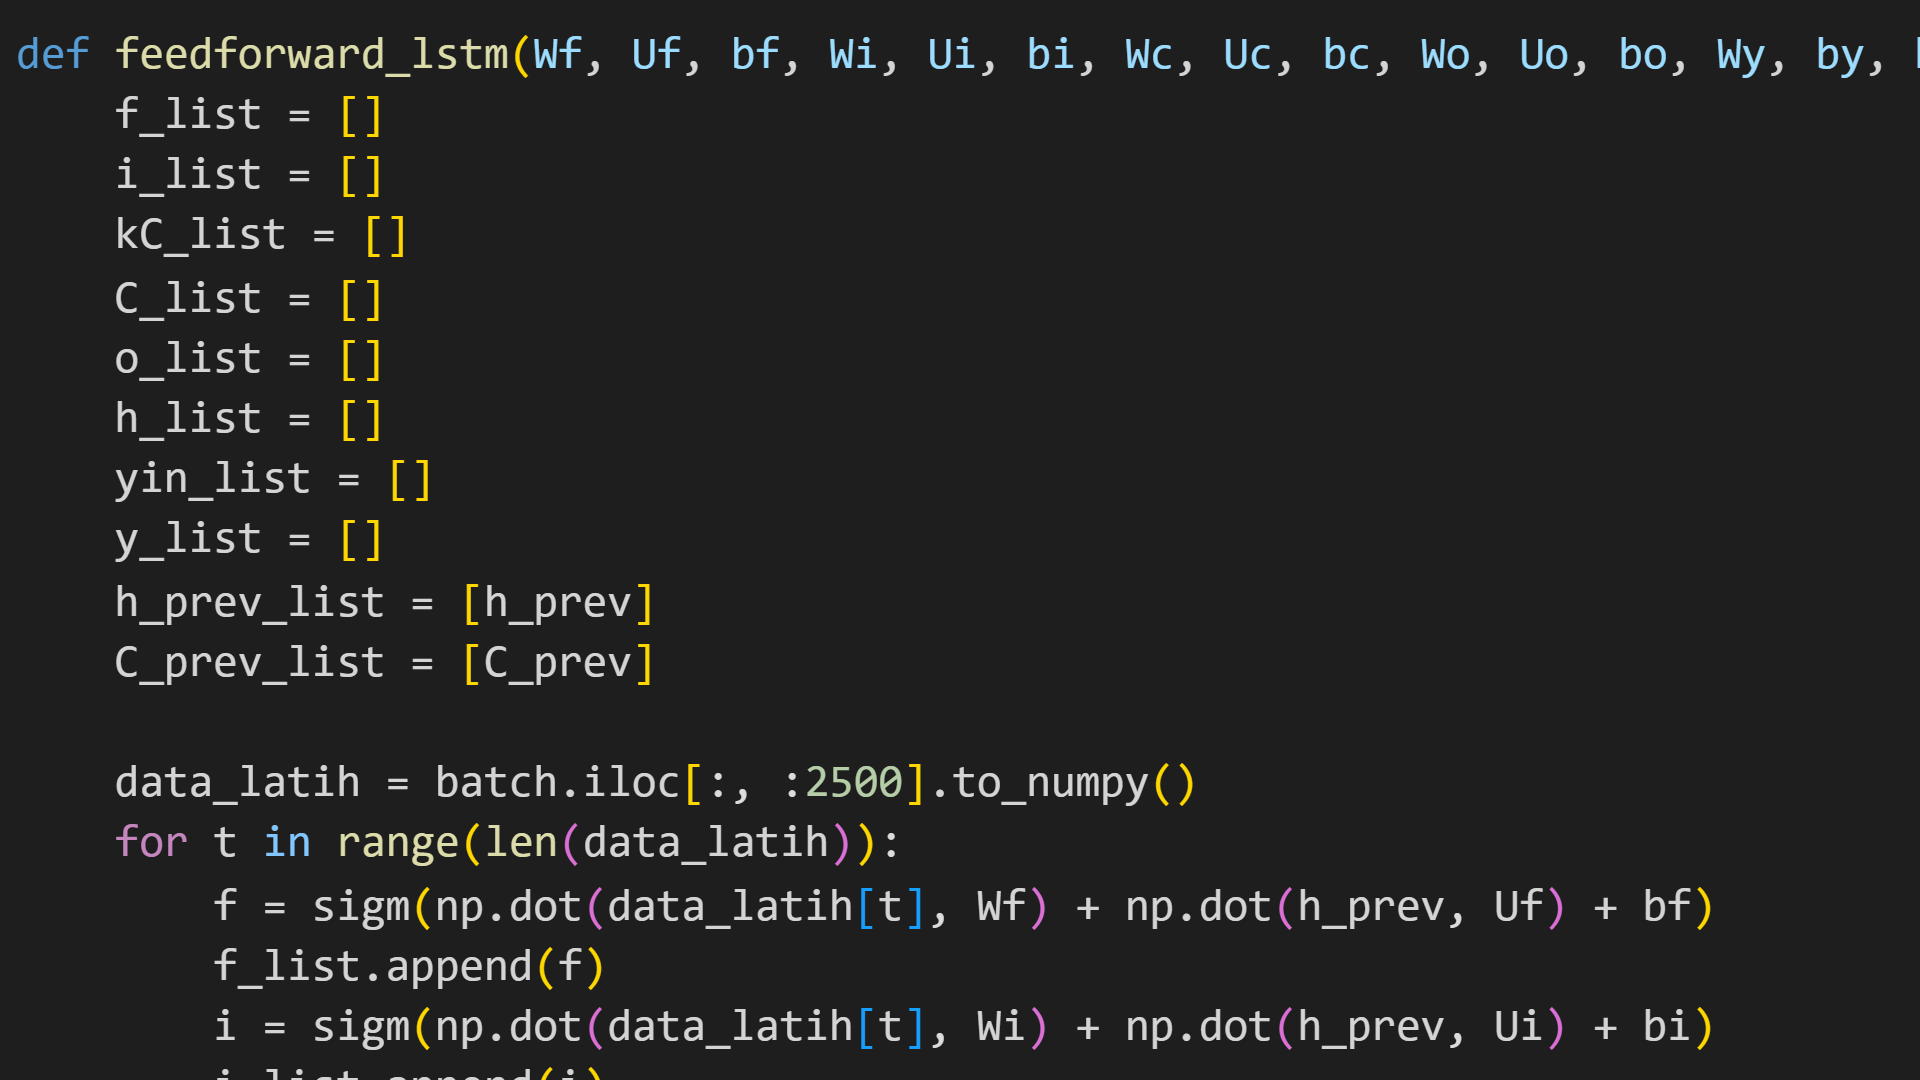 def feedforward_lstm(Wf, Uf, bf, Wi, Ui, bi, Wc, Uc, bc, Wo, Uo, bo, Wy, by,
    f_list = []
    i_list = []
    kC_list = []
    C_list = []
    o_list = []
    h_list = []
    yin_list = []
    y_list = []
    h_prev_list = [h_prev]
    C_prev_list = [C_prev]

    data_latih = batch.iloc[:, :2500].to_numpy()
    for t in range(len(data_latih)):
        f = sigm(np.dot(data_latih[t], Wf) + np.dot(h_prev, Uf) + bf)
        f_list.append(f)
        i = sigm(np.dot(data_latih[t], Wi) + np.dot(h_prev, Ui) + bi)
        i_list.append(i)